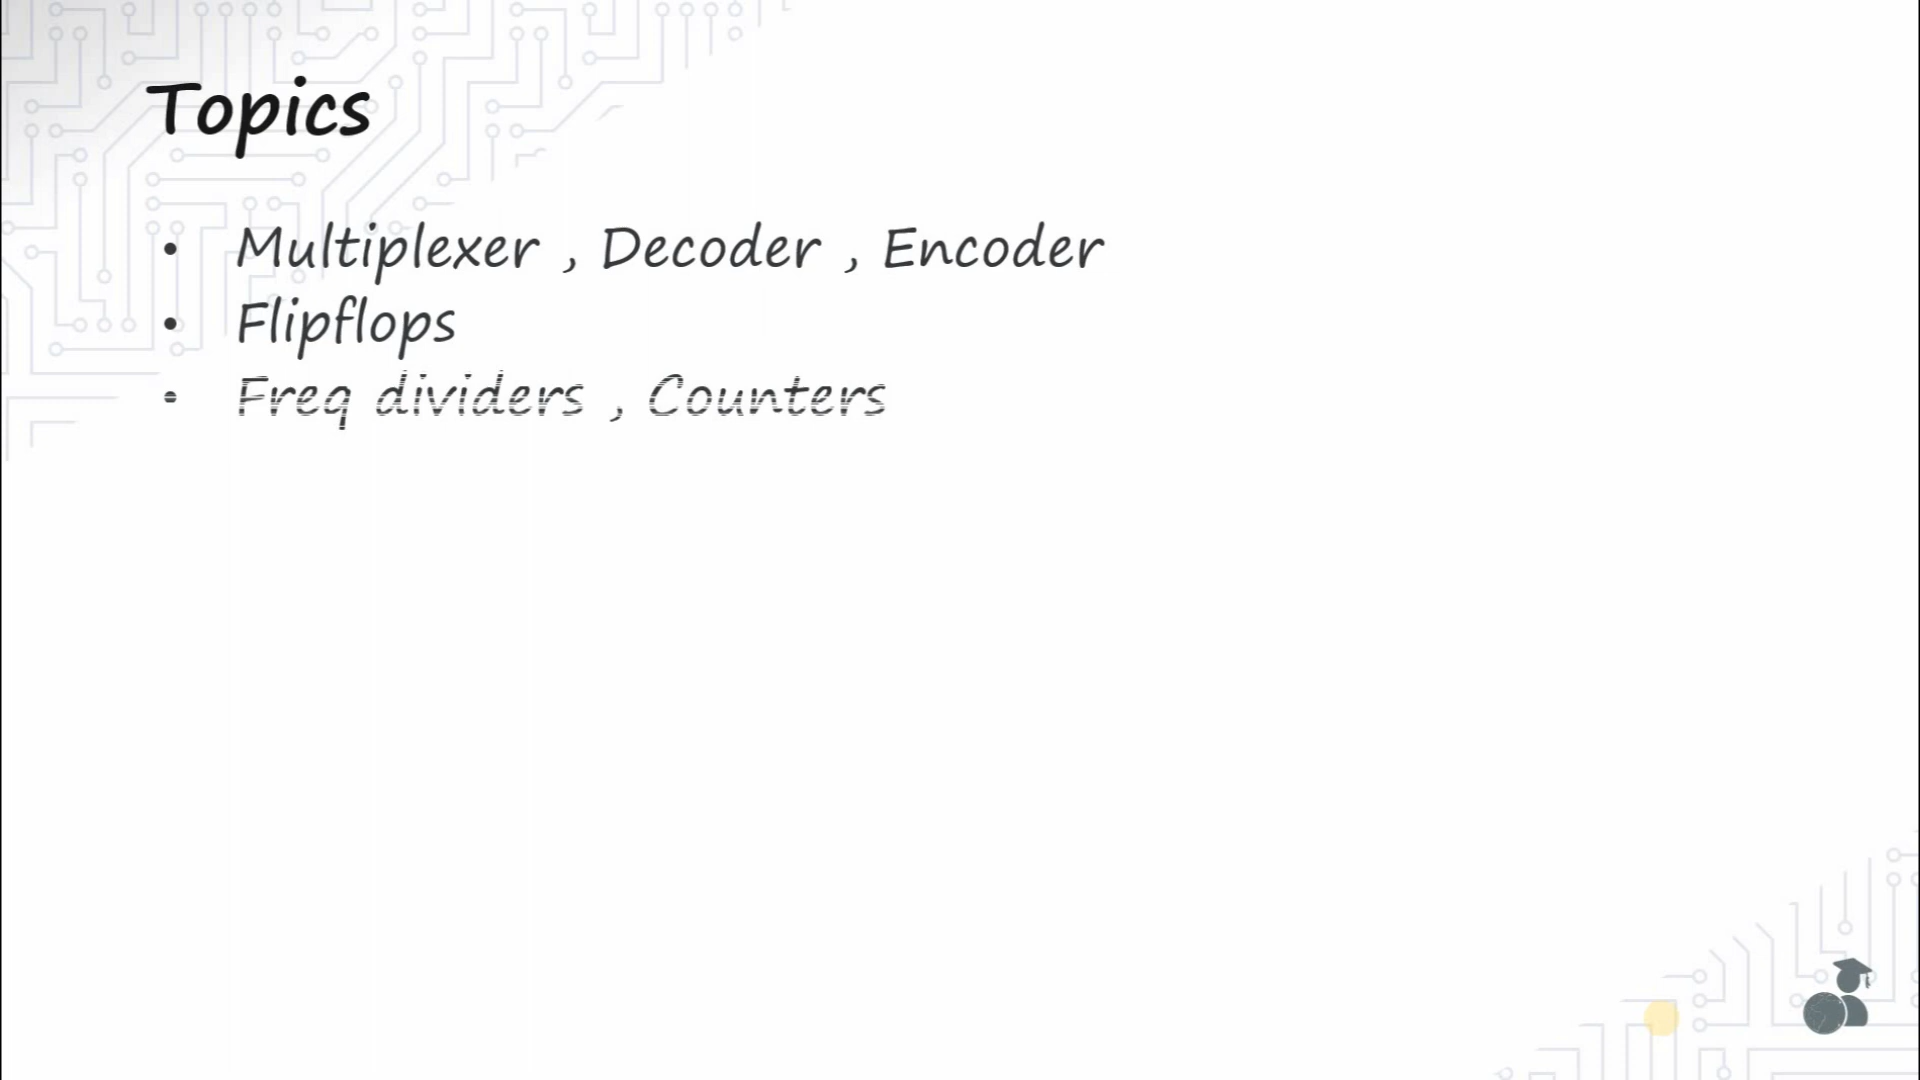 Topics
• Multiplexer , Decoder , Encoder
• Flipflops
• Freq dividers , Counters